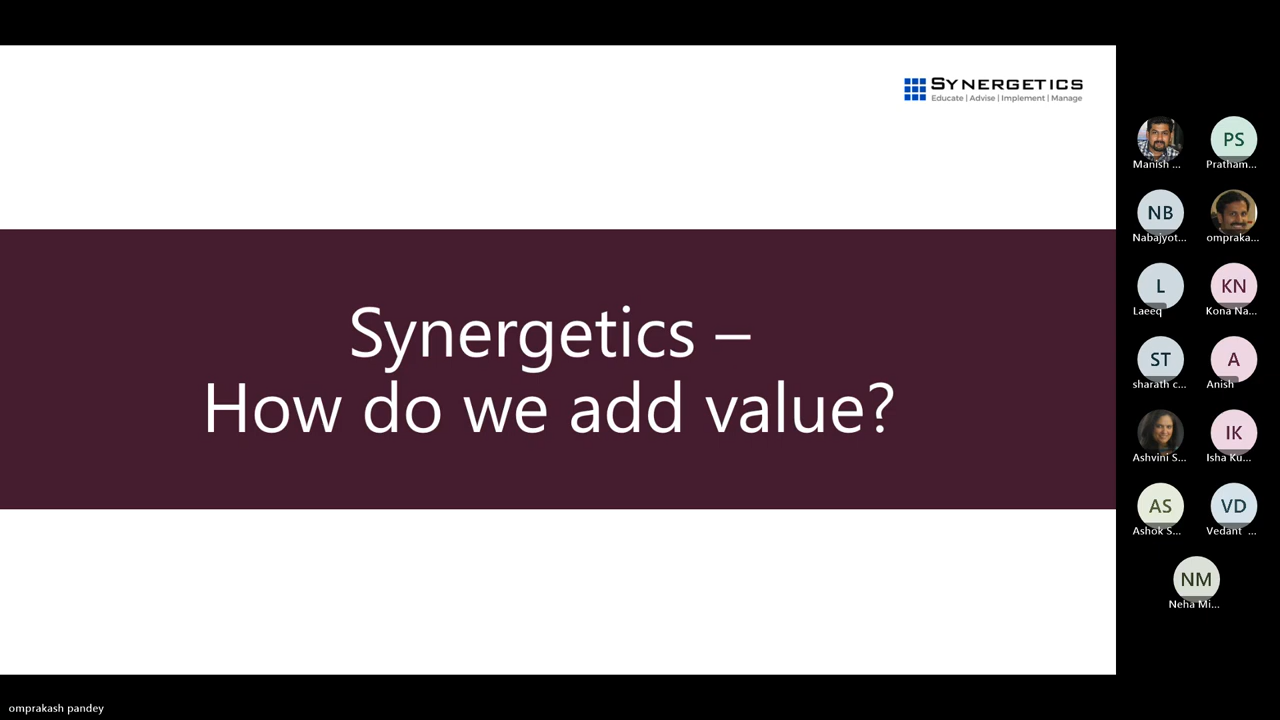 SYNERGETICS
Educate | Advise | Implement | Manage
Synergetics –
How do we add value?
Manish ...
PS
Pratham...
NB
Nabajyot...
ompraka...
L
Laeeq
KN
Kona Na...
ST
sharath c...
A
Anish
Ashvini S...
IK
Isha Ku...
AS
Ashok S...
VD
Vedant ...
NM
Neha Mi...
omprakash pandey